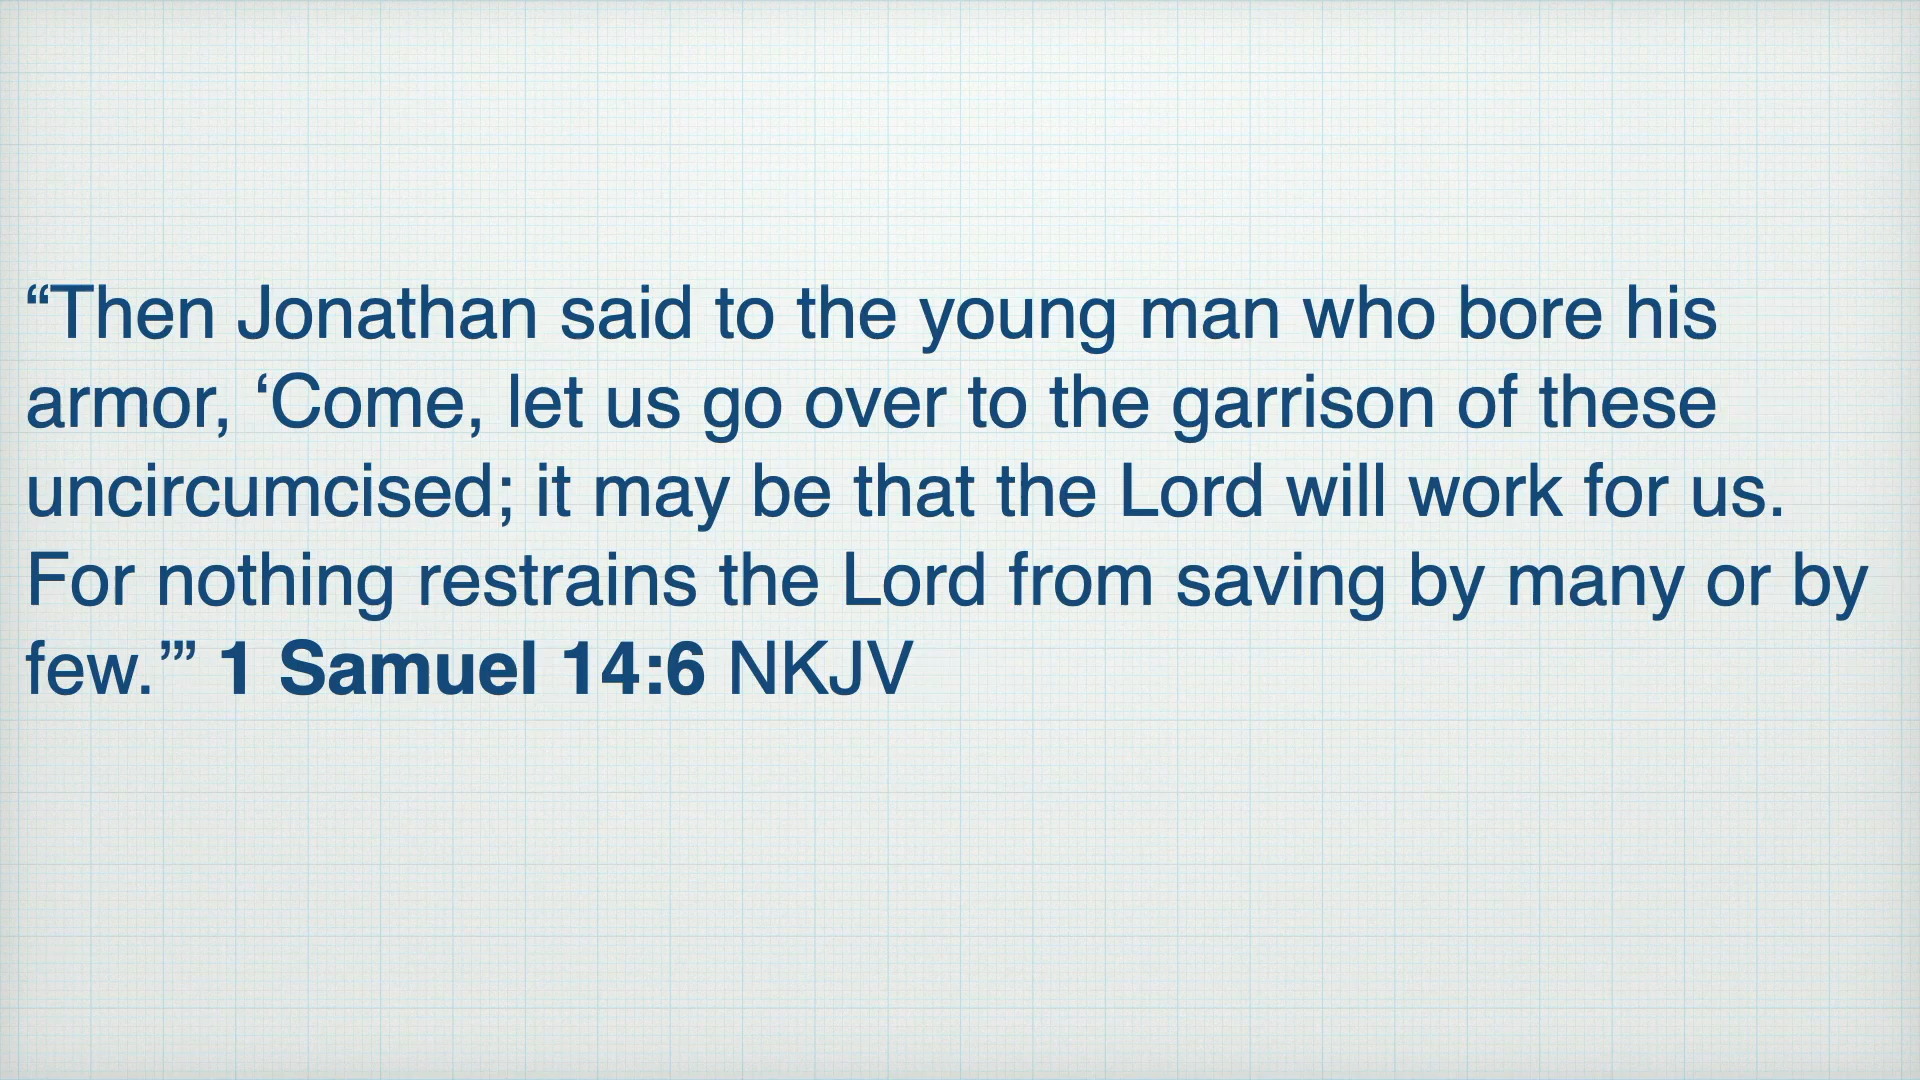 “Then Jonathan said to the young man who bore his
armor, ‘Come, let us go over to the garrison of these
uncircumcised; it may be that the Lord will work for us.
For nothing restrains the Lord from saving by many or by
few.’” 1 Samuel 14:6 NKJV